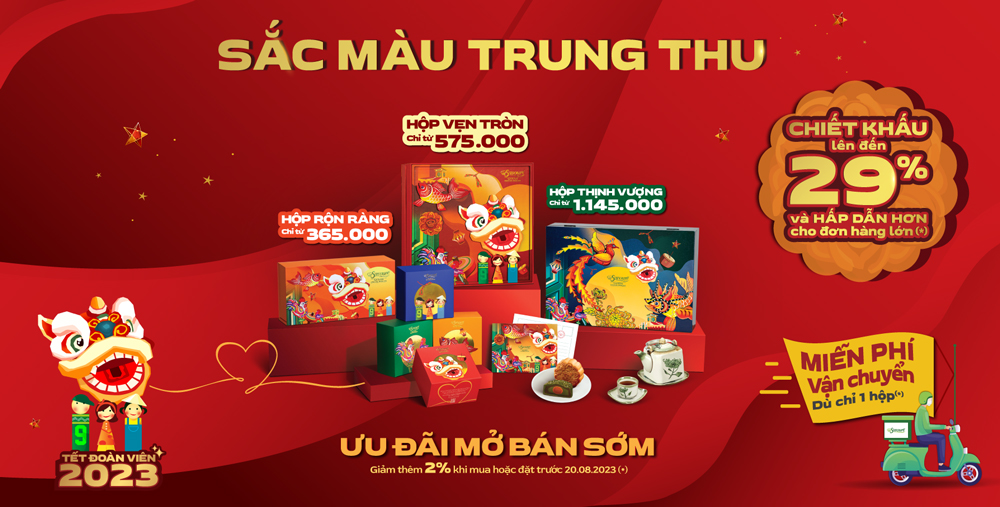 SẮC MÀU TRUNG THU
HỘP VẸN TRÒN
Chỉ từ 575.000
HỘP THỊNH VƯỢNG
Chỉ từ 1.145.000
HỘP RỘN RÀNG
Chỉ từ 365.000
CHIẾT KHẤU
lên đến
29%
và HẤP DẪN HƠN
cho đơn hàng lớn (*)
MIỄN PHÍ
Vận chuyển
Dù chỉ 1 hộp(*)
9
TẾT ĐOÀN VIÊN
2023
ƯU ĐÃI MỞ BÁN SỚM
Giảm thêm 2% khi mua hoặc đặt trước 20.08.2023 (*)